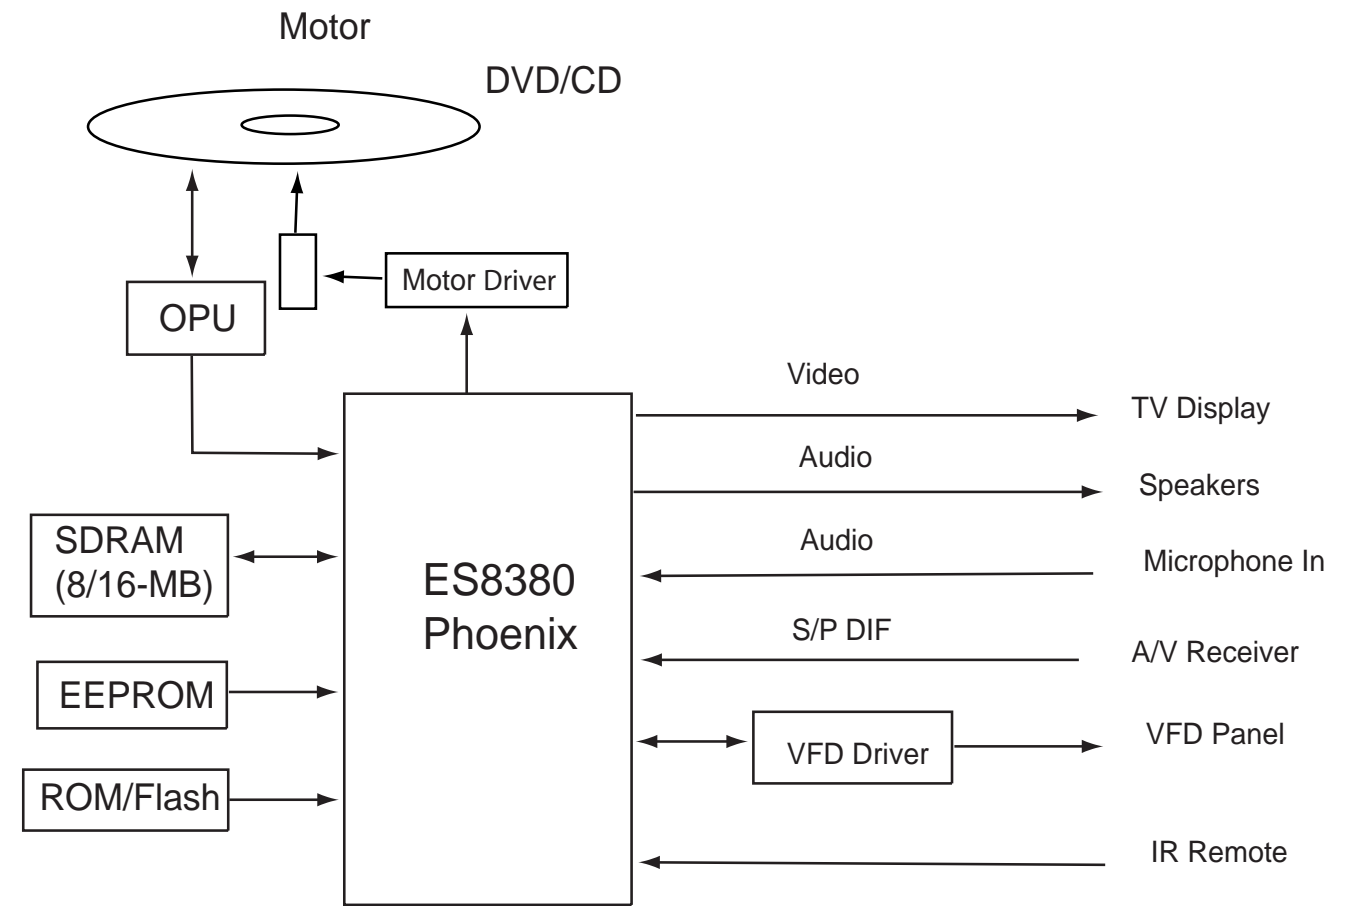 Motor
DVD/CD
Motor Driver
OPU
Video
TV Display
Audio
Speakers
SDRAM
(8/16-MB)
Audio
Microphone In
ES8380
Phoenix
S/P DIF
A/V Receiver
EEPROM
VFD Driver
VFD Panel
ROM/Flash
IR Remote